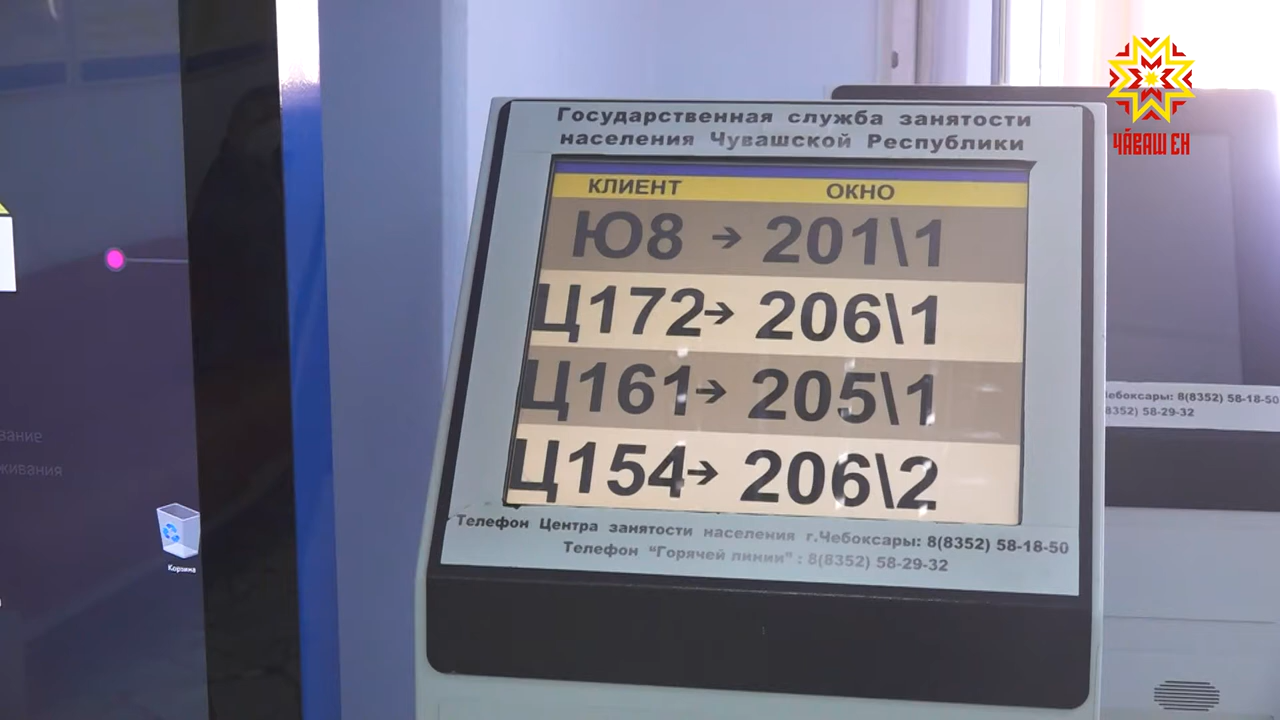 ЧӐВАШ ЕН
Государственная служба занятости
населения Чувашской Республики
КЛИЕНТ ОКНО
Ю8 → 201\1
Ц172 → 206\1
Ц161 → 205\1
Ц154 → 206\2
Телефон Центра занятости населения г.Чебоксары: 8(8352) 58-18-50
Телефон “Горячей линии” : 8(8352) 58-29-32
Чебоксары: 8(8352) 58-18-50
8352) 58-29-32
Корзина